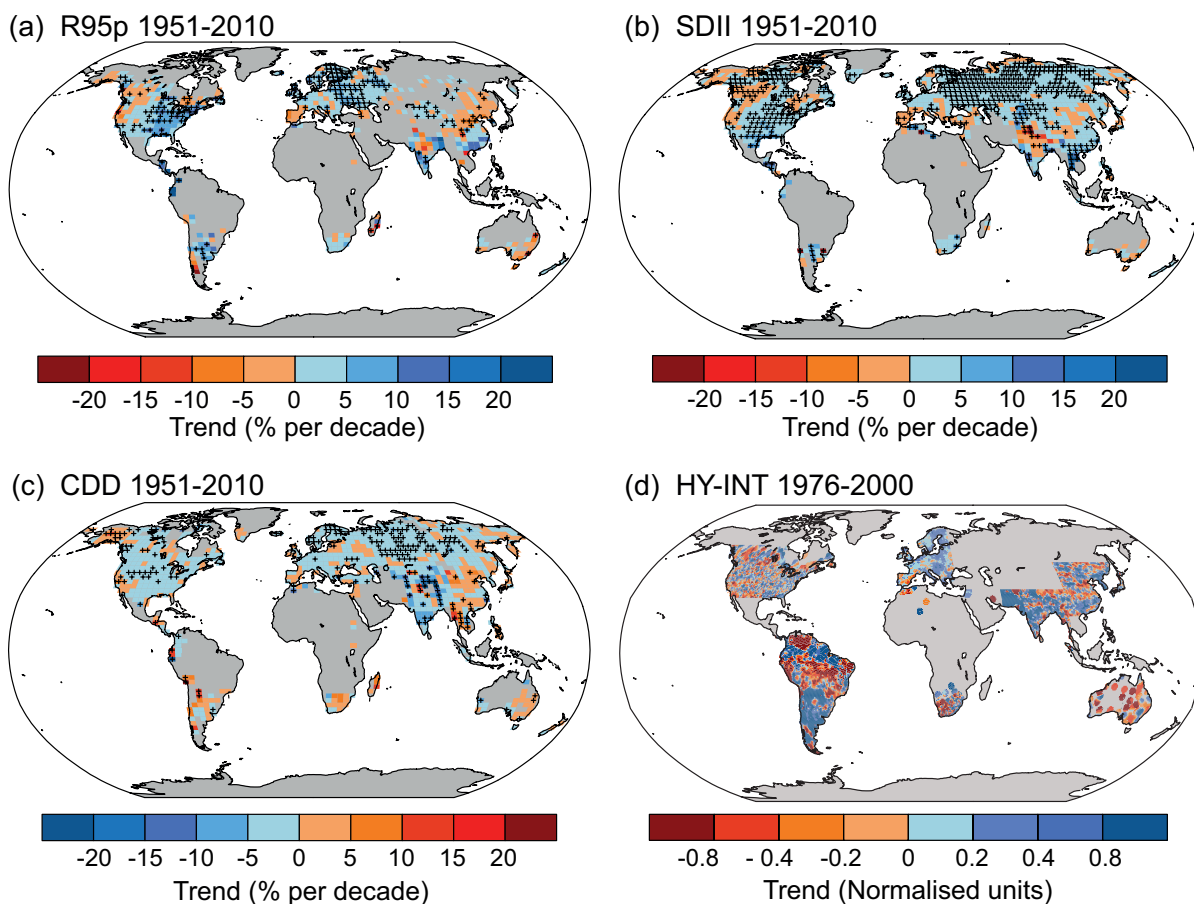 (a) R95p 1951-2010
(b) SDII 1951-2010
-20 -15 -10 -5 0 5 10 15 20
Trend (% per decade)
-20 -15 -10 -5 0 5 10 15 20
Trend (% per decade)
(c) CDD 1951-2010
(d) HY-INT 1976-2000
-20 -15 -10 -5 0 5 10 15 20
Trend (% per decade)
-0.8 - 0.4 -0.2 0 0.2 0.4 0.8
Trend (Normalised units)